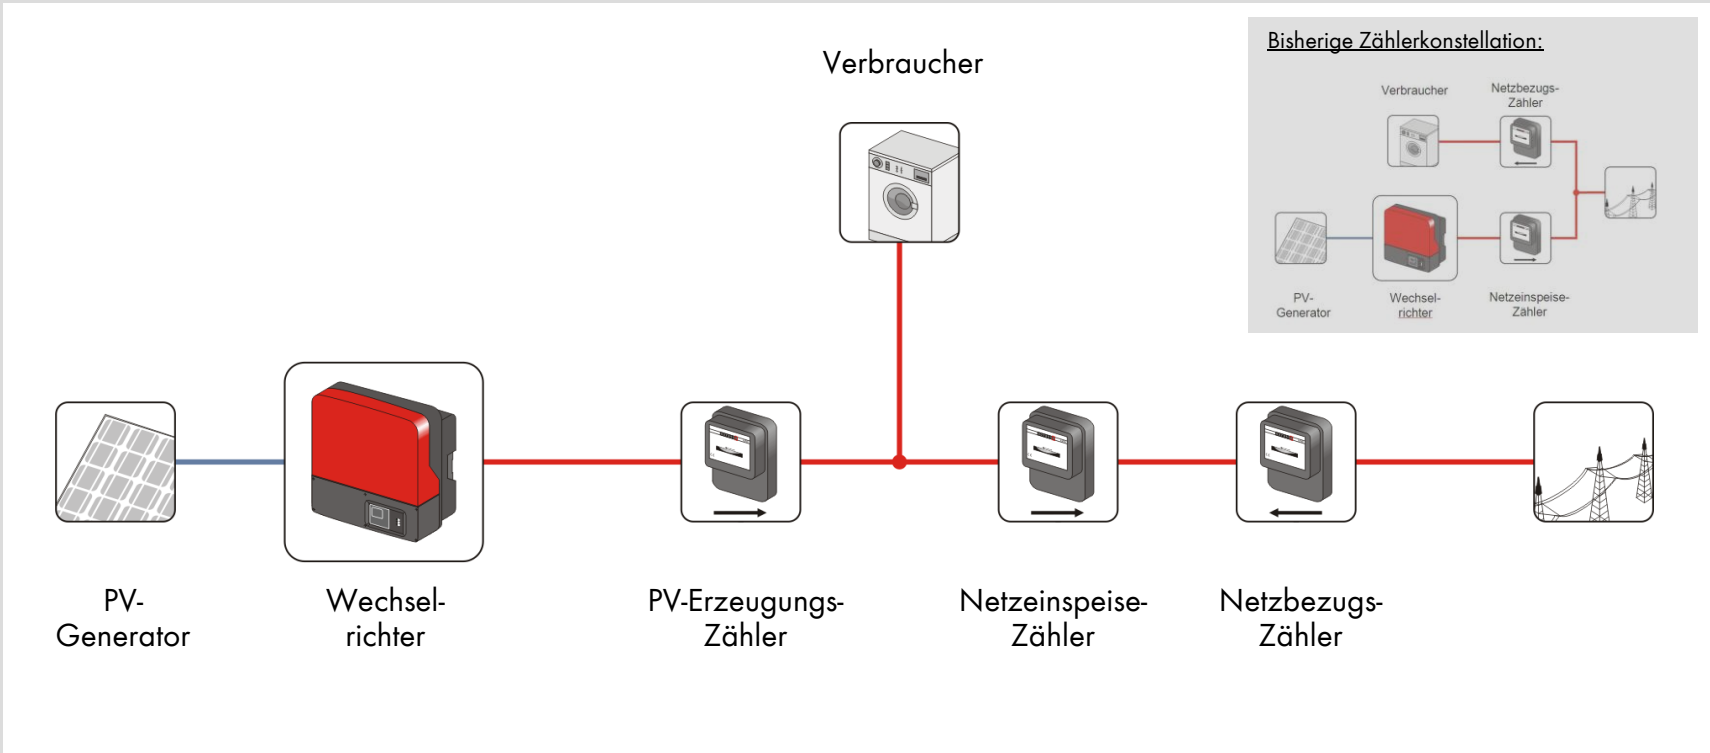 Verbraucher
PV-
Generator
Wechsel-
richter
PV-Erzeugungs-
Zähler
Netzeinspeise-
Zähler
Netzbezugs-
Zähler
Bisherige Zählerkonstellation:
Verbraucher
Netzbezugs-
Zähler
PV-
Generator
Wechsel-
richter
Netzeinspeise-
Zähler